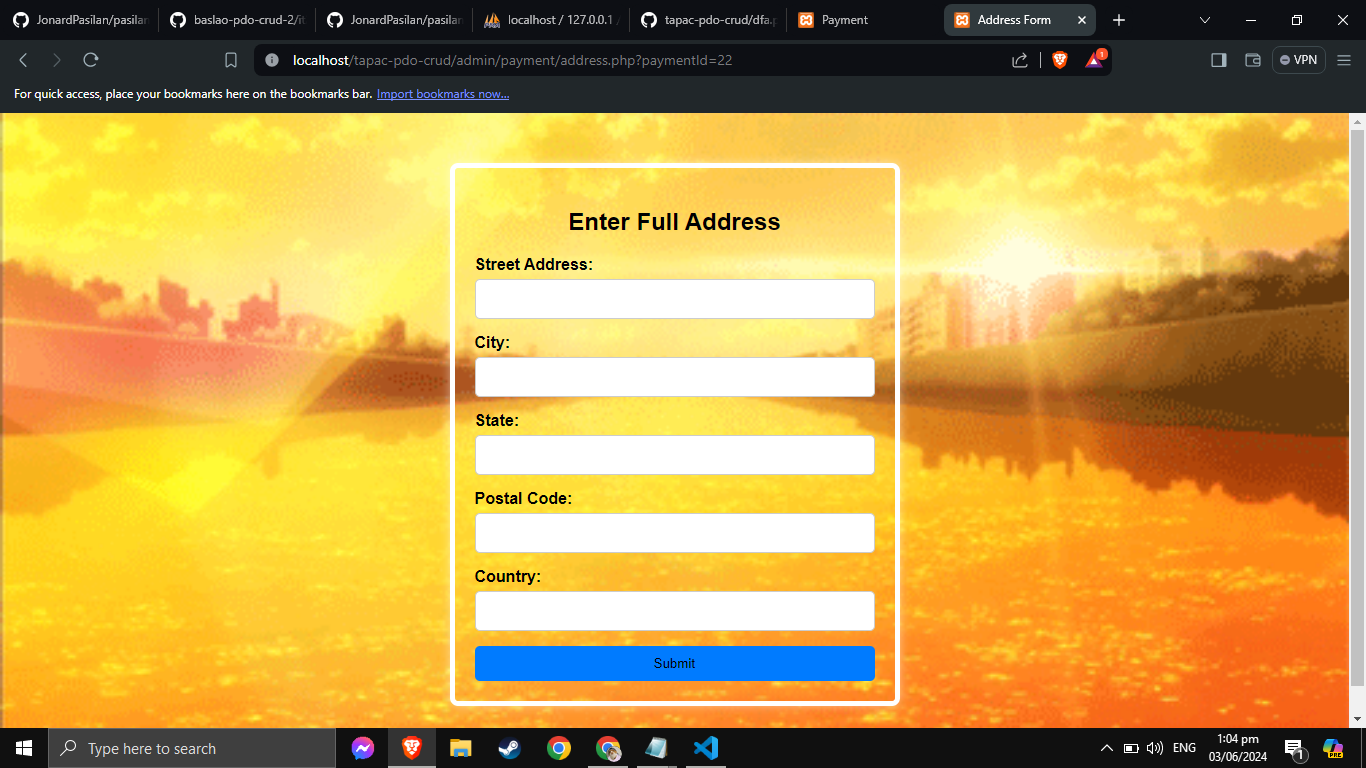 JonardPasilan/pasilan
baslao-pdo-crud-2/it
JonardPasilan/pasilan
localhost / 127.0.0.1 /
tapac-pdo-crud/dfa.p
Payment
Address Form
localhost/tapac-pdo-crud/admin/payment/address.php?paymentId=22
1
VPN
For quick access, place your bookmarks here on the bookmarks bar. Import bookmarks now...
Enter Full Address
Street Address:
City:
State:
Postal Code:
Country:
Submit
Type here to search
ENG
1:04 pm
03/06/2024
1
PRE